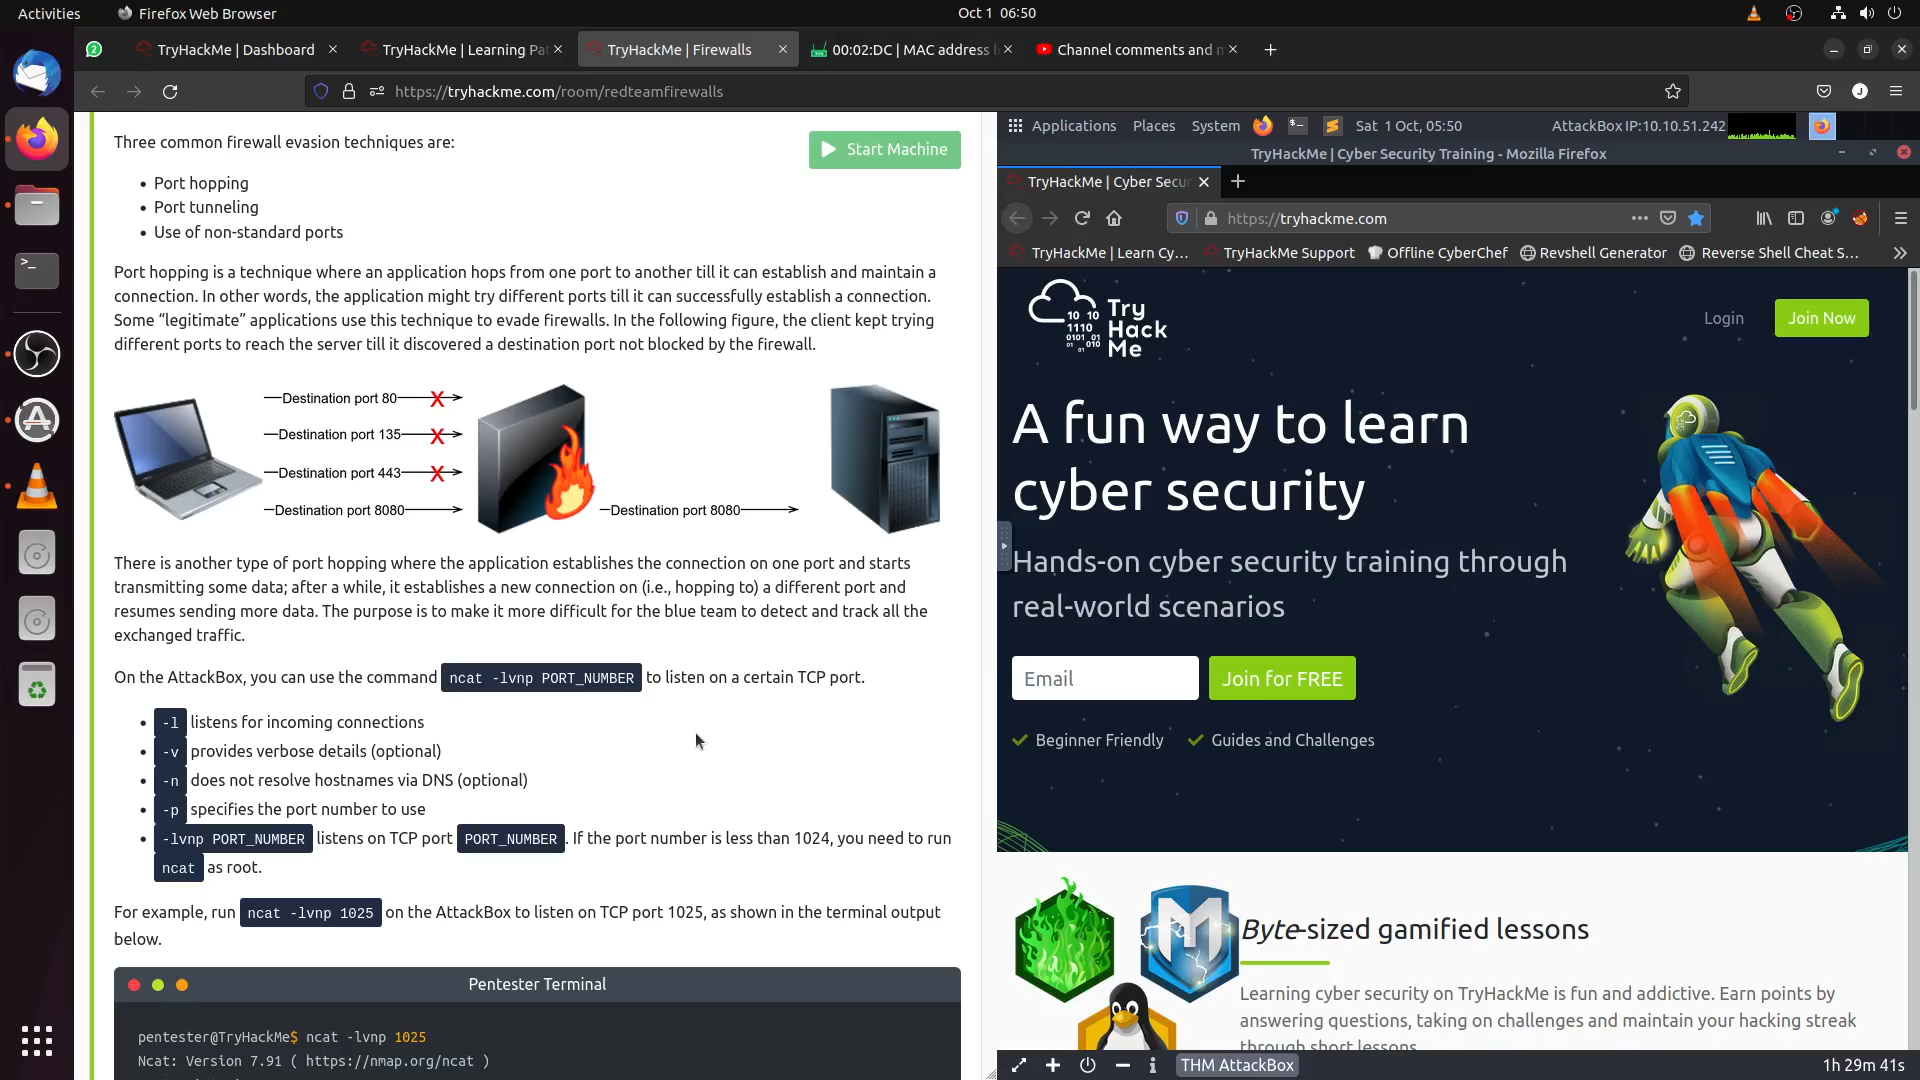 Activities
Firefox Web Browser
Oct 1 06:50
2
TryHackMe | Dashboard
TryHackMe | Learning Pa
TryHackMe | Firewalls
00:02:DC | MAC address l
Channel comments and m
https://tryhackme.com/room/redteamfirewalls
J
Three common firewall evasion techniques are:
Start Machine
• Port hopping
• Port tunneling
• Use of non-standard ports
Port hopping is a technique where an application hops from one port to another till it can establish and maintain a
connection. In other words, the application might try different ports till it can successfully establish a connection.
Some “legitimate” applications use this technique to evade firewalls. In the following figure, the client kept trying
different ports to reach the server till it discovered a destination port not blocked by the firewall.
Destination port 80 X
Destination port 135 X
Destination port 443 X
Destination port 8080
Destination port 8080
There is another type of port hopping where the application establishes the connection on one port and starts
transmitting some data; after a while, it establishes a new connection on (i.e., hopping to) a different port and
resumes sending more data. The purpose is to make it more difficult for the blue team to detect and track all the
exchanged traffic.
On the AttackBox, you can use the command ncat -lvnp PORT_NUMBER to listen on a certain TCP port.
• -l listens for incoming connections
• -v provides verbose details (optional)
• -n does not resolve hostnames via DNS (optional)
• -p specifies the port number to use
• -lvnp PORT_NUMBER listens on TCP port PORT_NUMBER. If the port number is less than 1024, you need to run
ncat as root.
For example, run ncat -lvnp 1025 on the AttackBox to listen on TCP port 1025, as shown in the terminal output
below.
Pentester Terminal
pentester@TryHackMe$ ncat -lvnp 1025
Ncat: Version 7.91 ( https://nmap.org/ncat )
Applications Places System
Sat 1 Oct, 05:50
AttackBox IP:10.10.51.242
TryHackMe | Cyber Security Training - Mozilla Firefox
TryHackMe | Cyber Secur
https://tryhackme.com
TryHackMe | Learn Cy…
TryHackMe Support
Offline CyberChef
Revshell Generator
Reverse Shell Cheat S…
Try
Hack
Me
Login
Join Now
A fun way to learn
cyber security
Hands-on cyber security training through
real-world scenarios
Email
Join for FREE
Beginner Friendly
Guides and Challenges
Byte-sized gamified lessons
Learning cyber security on TryHackMe is fun and addictive. Earn points by
answering questions, taking on challenges and maintain your hacking streak
through short lessons.
THM AttackBox
1h 29m 41s